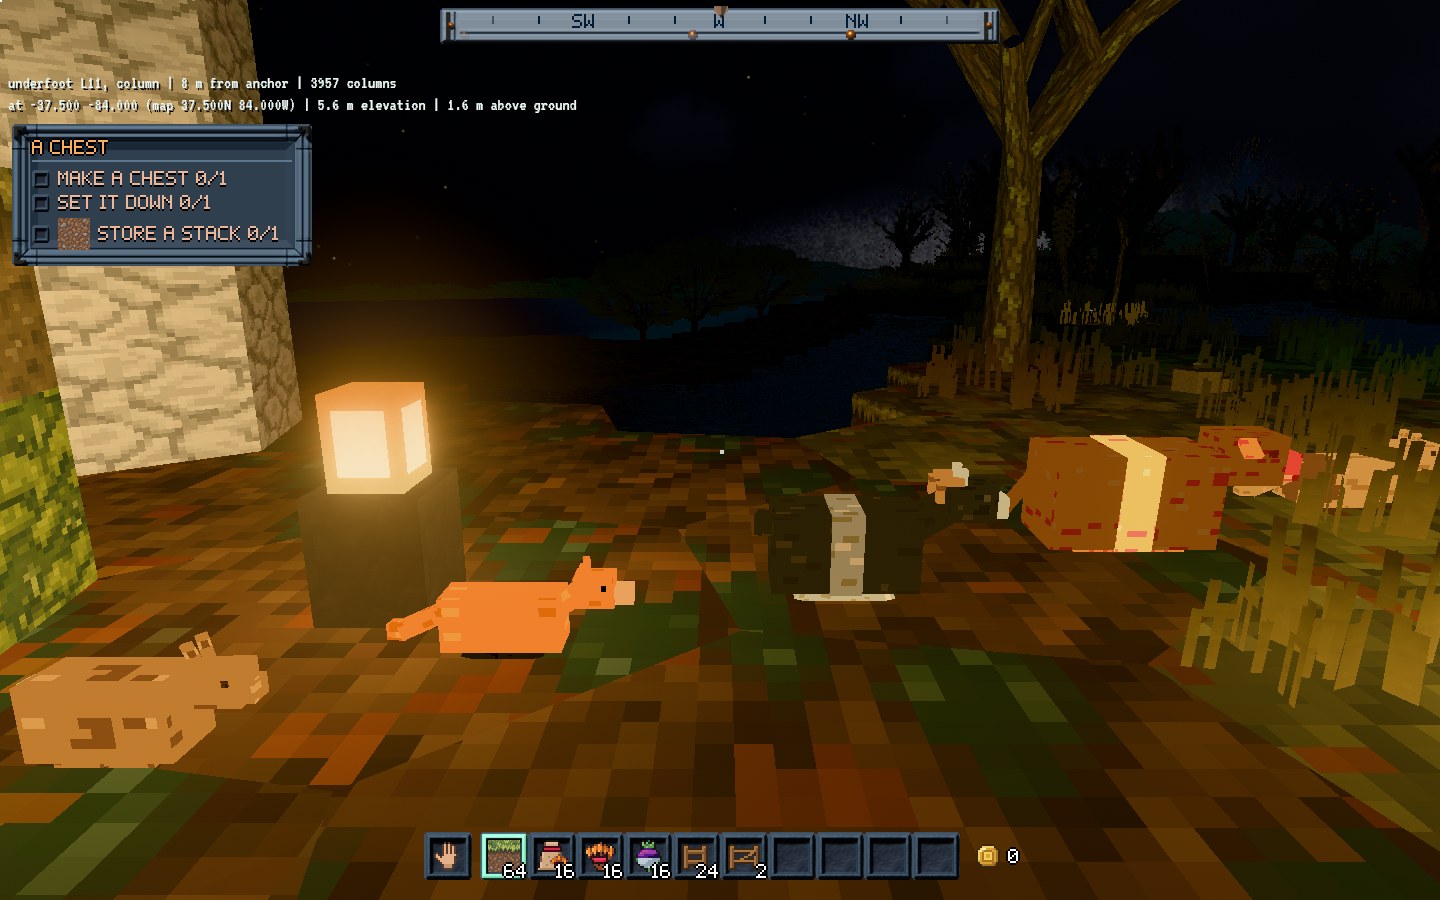 SW W NW
underfoot L11, column | 8 m from anchor | 3957 columns
at -37.500 -84.000 (map 37.500N 84.000W) | 5.6 m elevation | 1.6 m above ground
A CHEST
MAKE A CHEST 0/1
SET IT DOWN 0/1
STORE A STACK 0/1
64 16 16 16 24 2 0